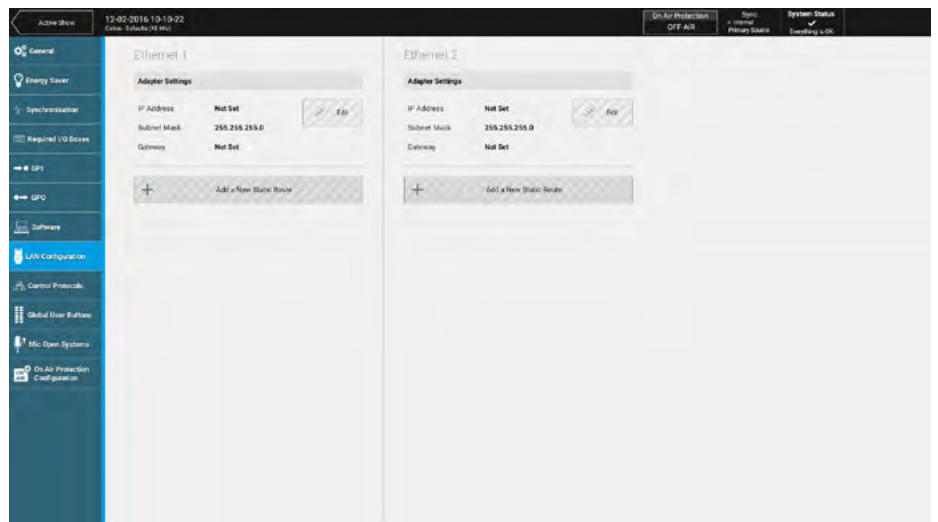 Active Show
12-02-2016 10-10-22
On Air Protection
OFF-AIR
Sync
Internal
Primary Source
System Status
Everything is OK
General
Energy Saver
Synchronisation
Required I/O Boxes
GPI
GPO
Software
LAN Configuration
Control Protocols
Global User Buttons
Mic Open Systems
On Air Protection
Configuration
Ethernet 1
Adapter Settings
IP Address Not Set
Edit
Subnet Mask 255.255.255.0
Gateway Not Set
Add a New Static Route
Ethernet 2
Adapter Settings
IP Address Not Set
Edit
Subnet Mask 255.255.255.0
Gateway Not Set
Add a New Static Route